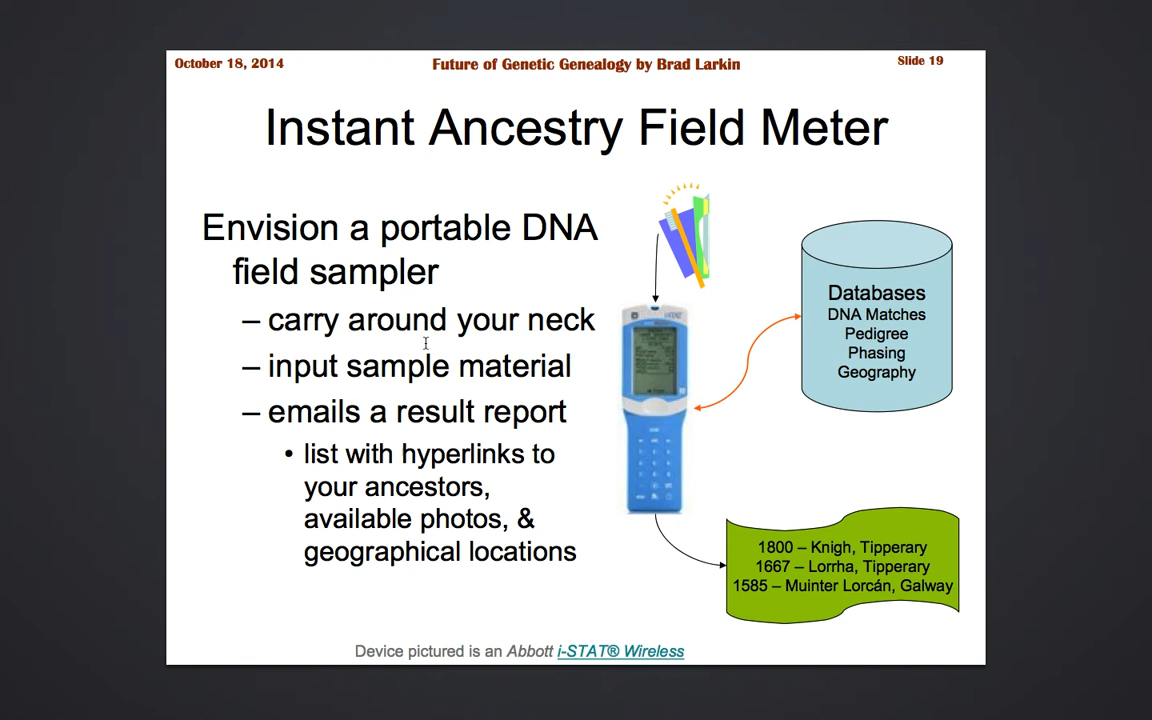 October 18, 2014
Future of Genetic Genealogy by Brad Larkin
Slide 19
Instant Ancestry Field Meter
Envision a portable DNA
field sampler
– carry around your neck
– input sample material
– emails a result report
• list with hyperlinks to
your ancestors,
available photos, &
geographical locations
Databases
DNA Matches
Pedigree
Phasing
Geography
1800 – Knigh, Tipperary
1667 – Lorrha, Tipperary
1585 – Muinter Lorcán, Galway
Device pictured is an Abbott i-STAT® Wireless